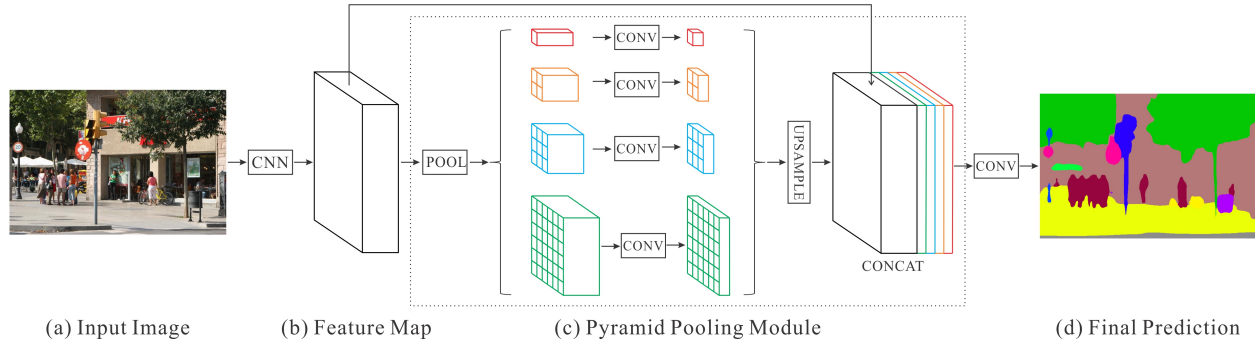 CNN
POOL
CONV
CONV
CONV
CONV
UPSAMPLE
CONCAT
CONV
(a) Input Image
(b) Feature Map
(c) Pyramid Pooling Module
(d) Final Prediction